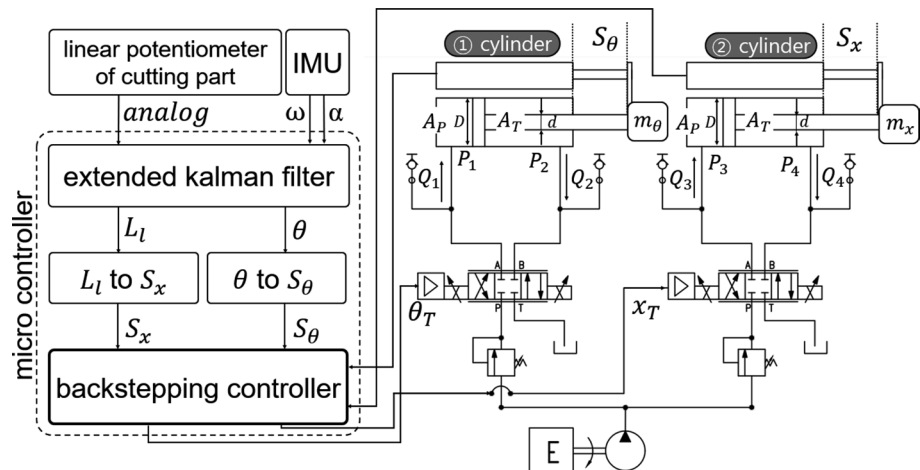 linear potentiometer
of cutting part
IMU
analog
ω
α
micro controller
extended kalman filter
L_l
θ
L_l to S_x
θ to S_θ
S_x
S_θ
backstepping controller
① cylinder
S_θ
A_P
D
A_T
d
m_θ
P_1
P_2
Q_1
Q_2
A
B
P
T
θ_T
② cylinder
S_x
A_P
D
A_T
d
m_x
P_3
P_4
Q_3
Q_4
A
B
P
T
x_T
E